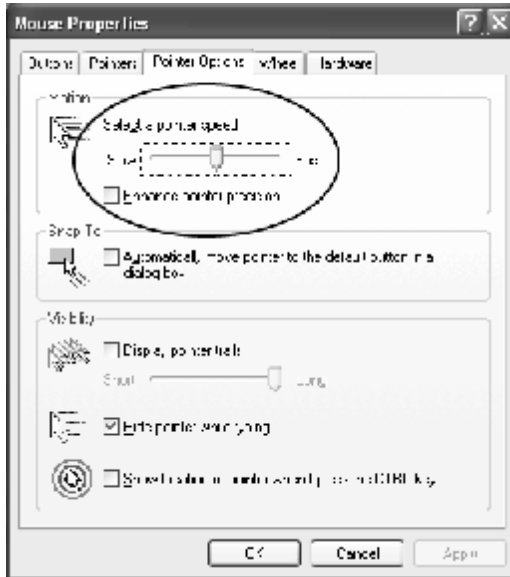 Mouse Properties
Buttons Pointers Pointer Options Wheel Hardware
Motion
Select a pointer speed
Slow Fast
Enhance pointer precision
Snap To
Automatically move pointer to the default button in a
dialog box
Visibility
Display pointer trails
Short Long
Hide pointer while typing
Show location of pointer when I press the CTRL key
OK Cancel Apply